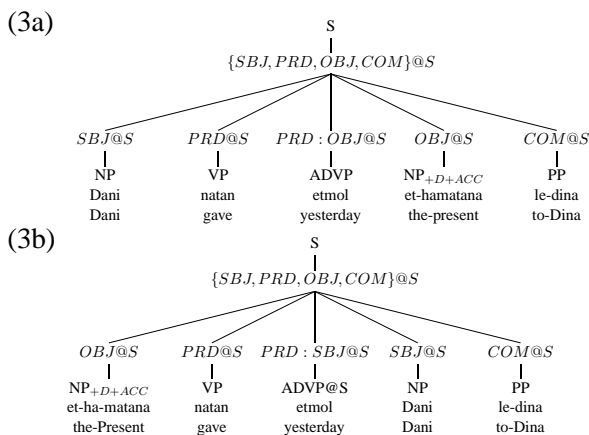 (3a)
S
{SBJ, PRD, OBJ, COM}@S
SBJ@S PRD@S PRD : OBJ@S OBJ@S COM@S
NP VP ADVP NP+D+ACC PP
Dani natan etmol et-hamatana le-dina
Dani gave yesterday the-present to-Dina
(3b)
S
{SBJ, PRD, OBJ, COM}@S
OBJ@S PRD@S PRD : SBJ@S SBJ@S COM@S
NP+D+ACC VP ADVP@S NP PP
et-ha-matana natan etmol Dani le-dina
the-Present gave yesterday Dani to-Dina